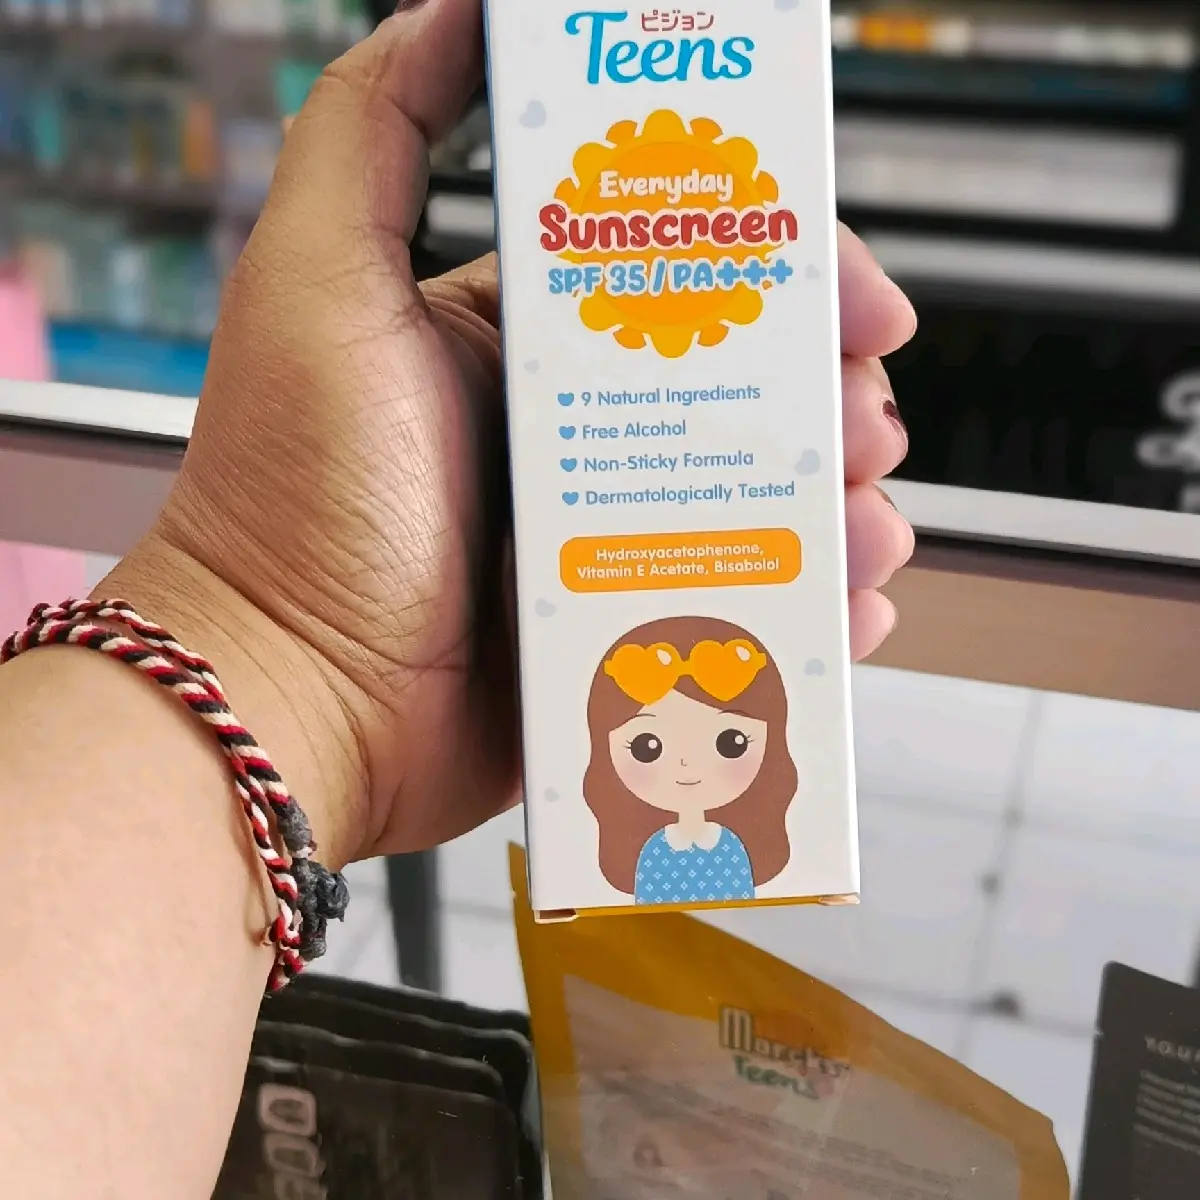 ピジョン
Teens
Everyday
Sunscreen
SPF 35/PA+++
9 Natural Ingredients
Free Alcohol
Non-Sticky Formula
Dermatologically Tested
Hydroxyacetophenone,
Vitamin E Acetate, Bisabolol
Teens